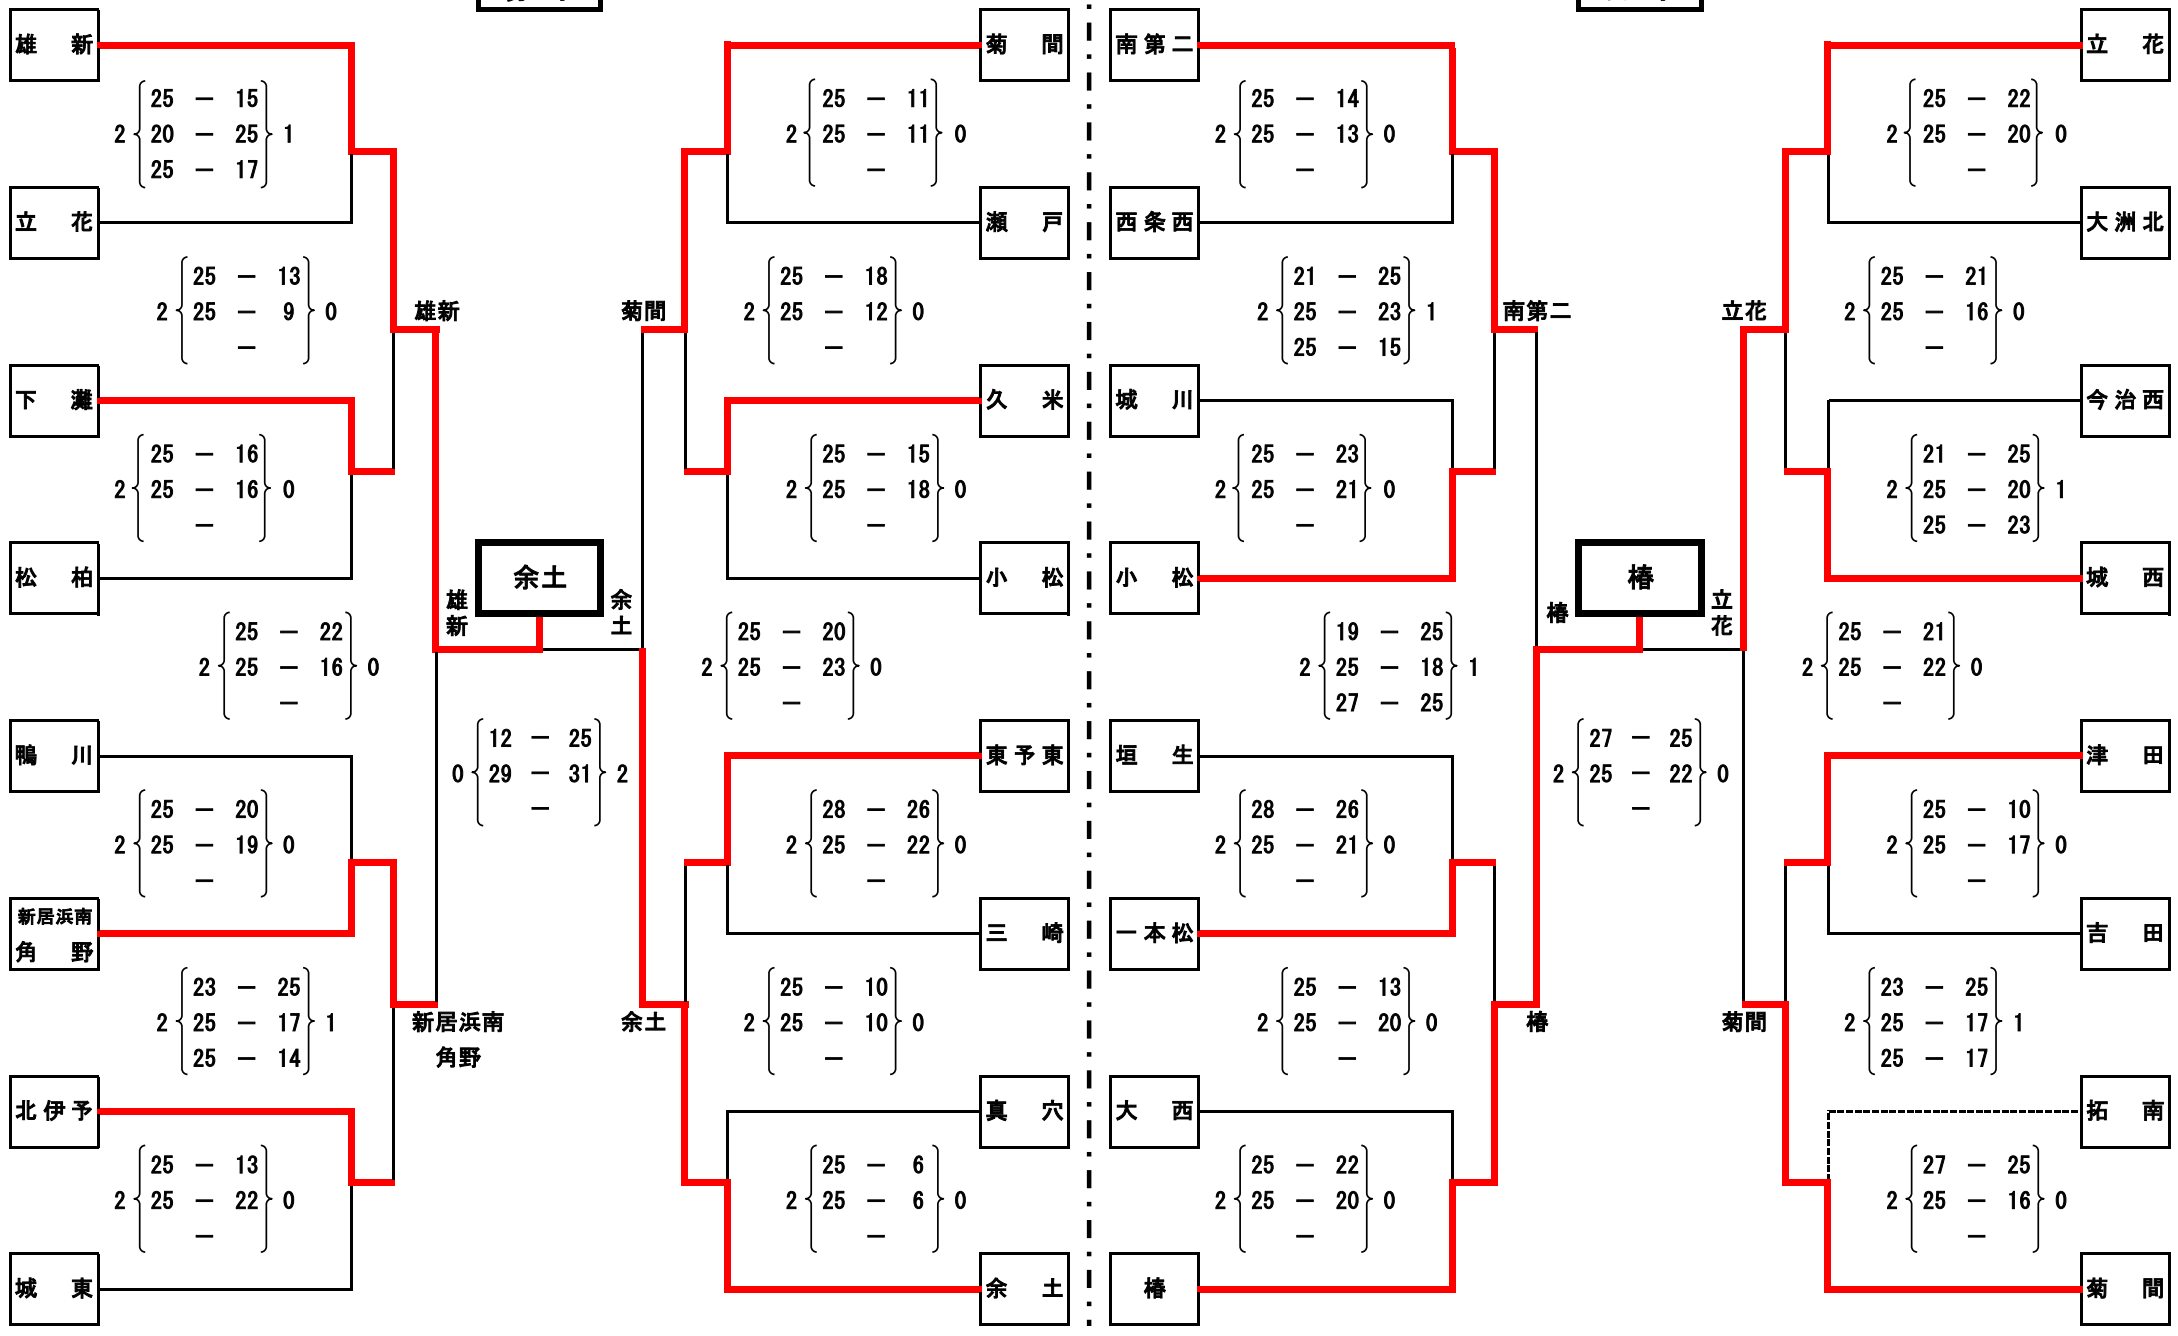 雄新
25 － 15
2 20 － 25 1
25 － 17
立花
25 － 13
2 25 － 9 0
－
雄新
下灘
25 － 16
2 25 － 16 0
－
松柏
25 － 22
2 25 － 16 0
－
雄新
鴨川
25 － 20
2 25 － 19 0
－
新居浜南
角野
23 － 25
2 25 － 17 1
25 － 14
新居浜南
角野
北伊予
25 － 13
2 25 － 22 0
－
城東
余土
12 － 25
0 29 － 31 2
－
菊間
25 － 11
2 25 － 11 0
－
瀬戸
25 － 18
2 25 － 12 0
－
菊間
久米
25 － 15
2 25 － 18 0
－
小松
25 － 20
2 25 － 23 0
－
余土
東予東
28 － 26
2 25 － 22 0
－
三崎
25 － 10
2 25 － 10 0
－
余土
真穴
25 － 6
2 25 － 6 0
－
余土
南第二
25 － 14
2 25 － 13 0
－
西条西
21 － 25
2 25 － 23 1
25 － 15
南第二
城川
25 － 23
2 25 － 21 0
－
小松
19 － 25
2 25 － 18 1
27 － 25
椿
垣生
28 － 26
2 25 － 21 0
－
一本松
25 － 13
2 25 － 20 0
－
椿
大西
25 － 22
2 25 － 20 0
－
椿
椿
27 － 25
2 25 － 22 0
－
立花
25 － 22
2 25 － 20 0
－
大洲北
25 － 21
2 25 － 16 0
－
立花
今治西
21 － 25
2 25 － 20 1
25 － 23
城西
25 － 21
2 25 － 22 0
－
立花
津田
25 － 10
2 25 － 17 0
－
吉田
23 － 25
2 25 － 17 1
25 － 17
菊間
拓南
27 － 25
2 25 － 16 0
－
菊間